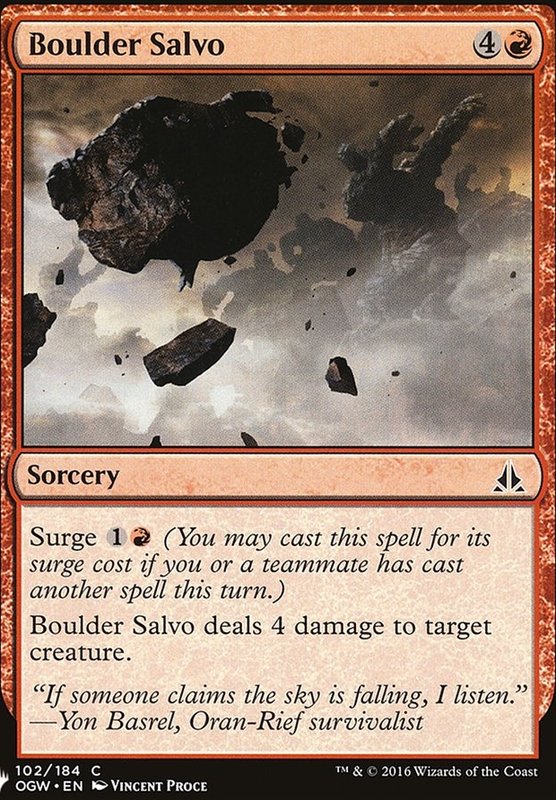 Boulder Salvo 4
Sorcery
Surge 1 (You may cast this spell for its
surge cost if you or a teammate has cast
another spell this turn.)
Boulder Salvo deals 4 damage to target
creature.
“If someone claims the sky is falling, I listen.”
—Yon Basrel, Oran-Rief survivalist
102/184 C
OGW • EN Vincent Proce
™ & © 2016 Wizards of the Coast